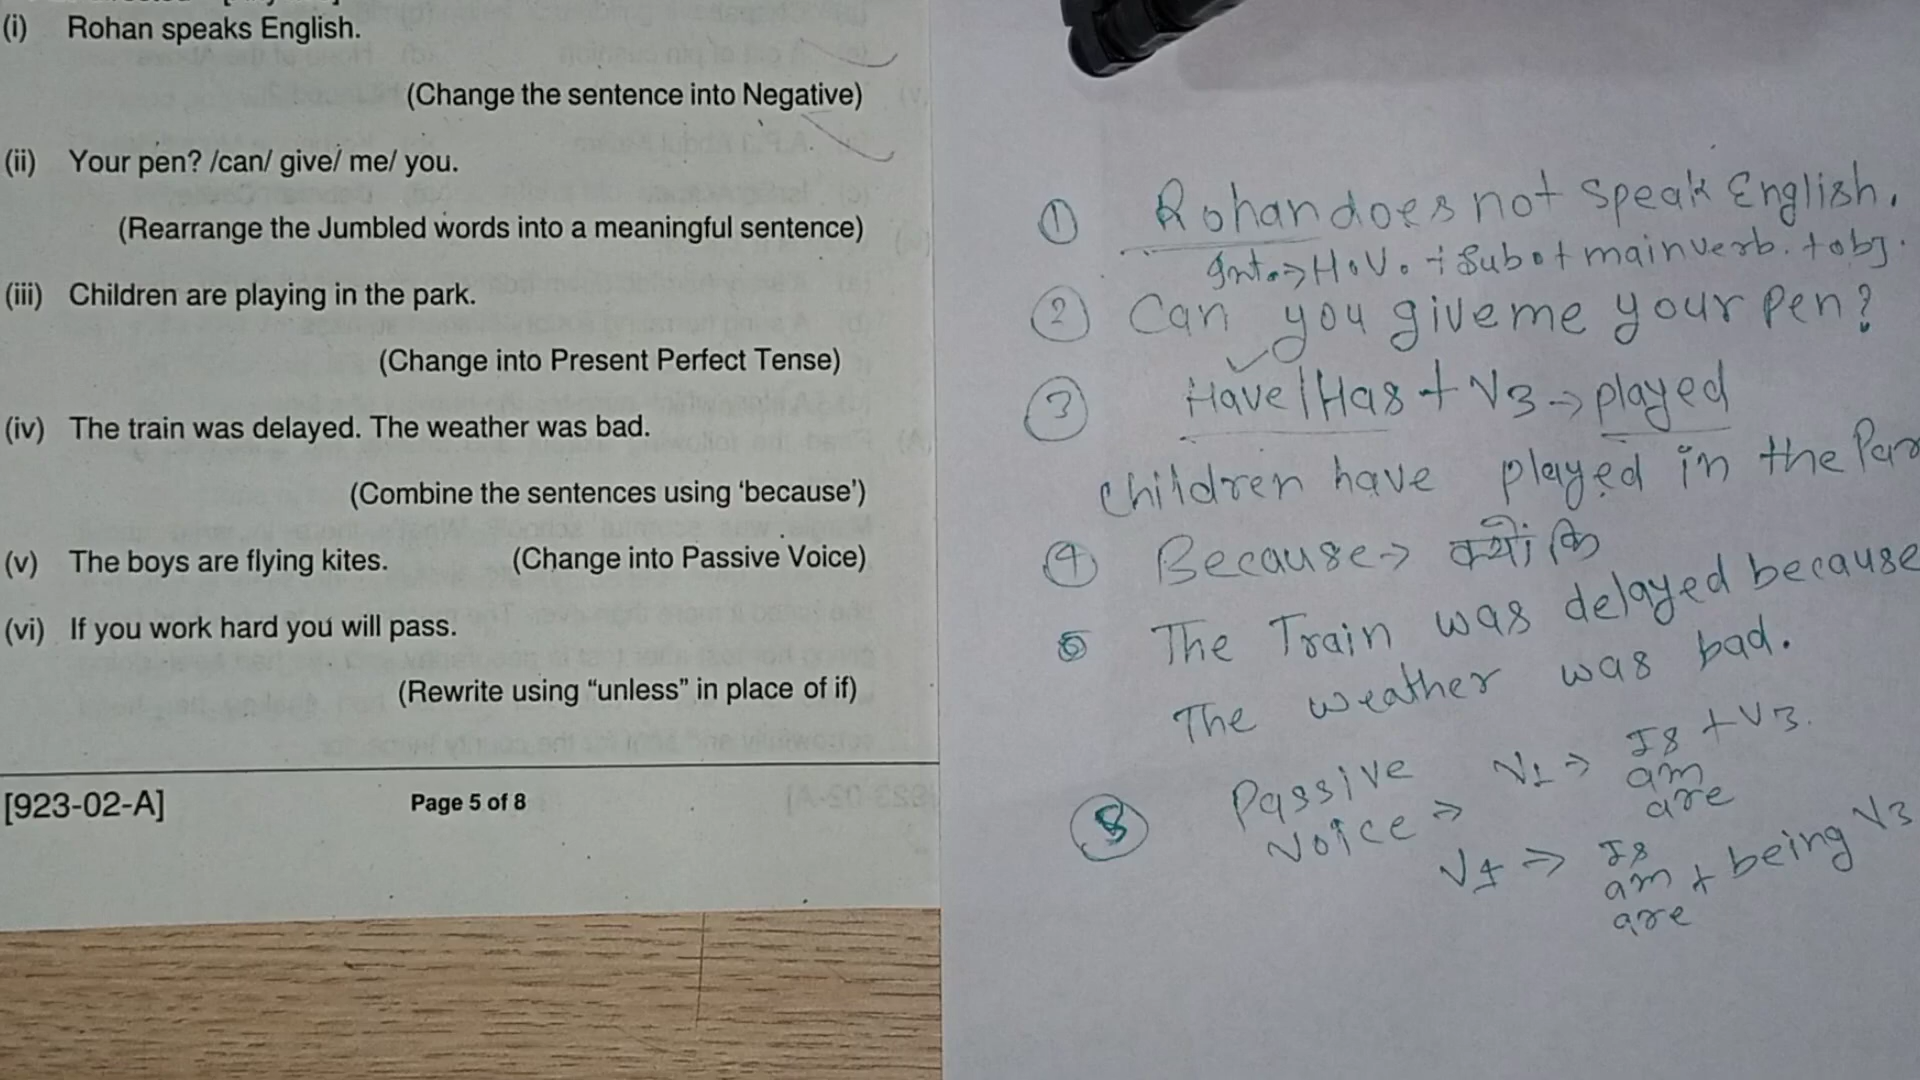 (i) Rohan speaks English.
(Change the sentence into Negative)
(ii) Your pen? /can/ give/ me/ you.
(Rearrange the Jumbled words into a meaningful sentence)
(iii) Children are playing in the park.
(Change into Present Perfect Tense)
(iv) The train was delayed. The weather was bad.
(Combine the sentences using ‘because’)
(v) The boys are flying kites. (Change into Passive Voice)
(vi) If you work hard you will pass.
(Rewrite using “unless” in place of if)
[923-02-A] Page 5 of 8
① Rohan does not speak English.
Int.⇒ H.V. + Sub. + main verb. + obj.
② Can you give me your pen?
③ Have/Has + V3 → played
children have played in the Par
④ Because → क्योंकि
The Train was delayed because
The weather was bad.
Passive V1 ⇒ Is + V3.
Voice ⇒ am
are
V4 ⇒ Is
am + being V3
are